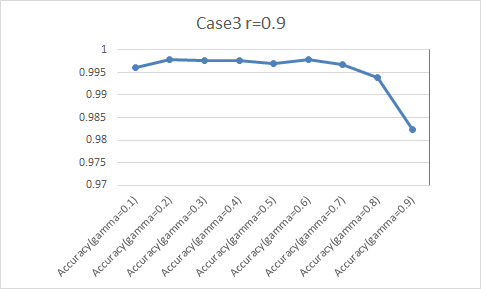 Case3 r=0.9
1
0.995
0.99
0.985
0.98
0.975
0.97
Accuracy(gamma=0.1)
Accuracy(gamma=0.2)
Accuracy(gamma=0.3)
Accuracy(gamma=0.4)
Accuracy(gamma=0.5)
Accuracy(gamma=0.6)
Accuracy(gamma=0.7)
Accuracy(gamma=0.8)
Accuracy(gamma=0.9)